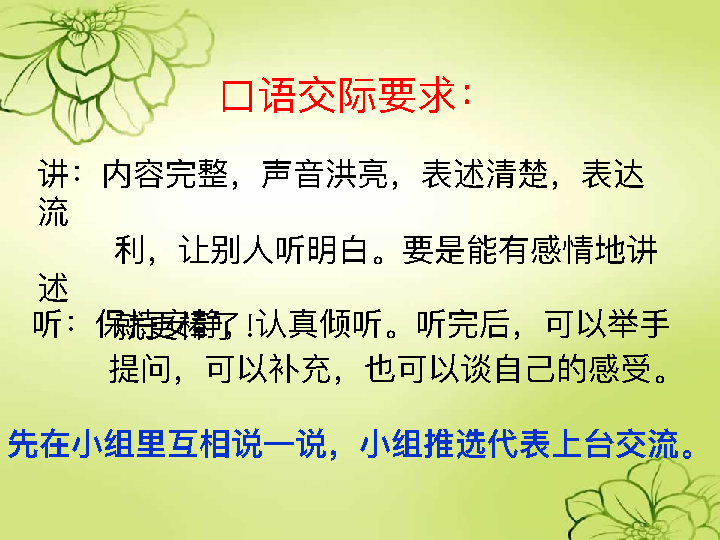 口语交际要求：
讲：内容完整，声音洪亮，表述清楚，表达
流
利，让别人听明白。要是能有感情地讲
述
就更棒了!
听：保持安静，认真倾听。听完后，可以举手
提问，可以补充，也可以谈自己的感受。
先在小组里互相说一说，小组推选代表上台交流。